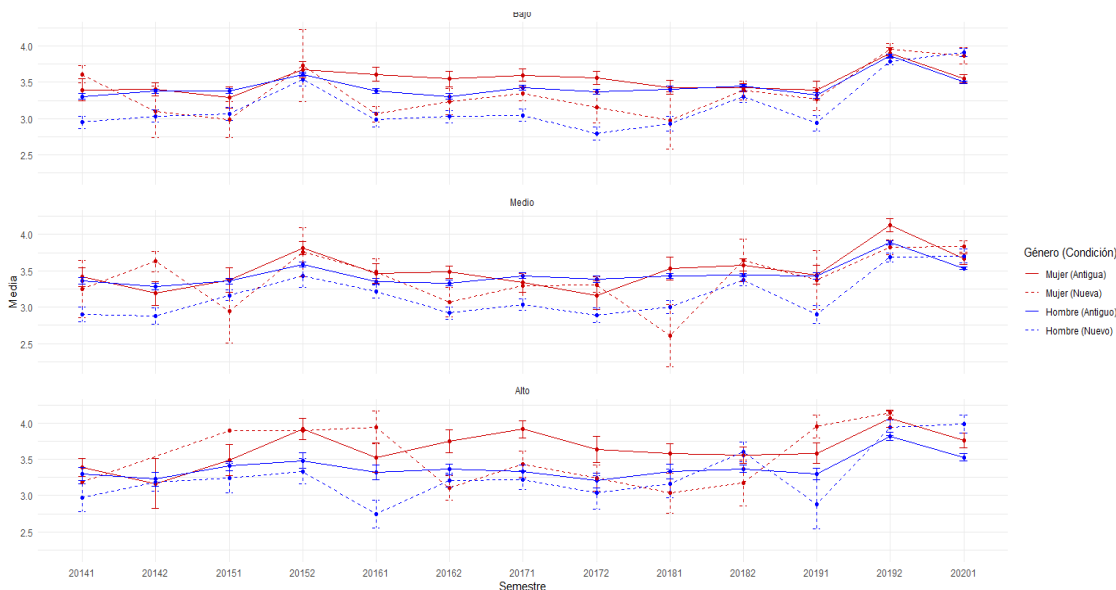 Bajo
4.0
3.5
3.0
2.5
Medio
4.0
3.5
3.0
2.5
Media
Alto
4.0
3.5
3.0
2.5
20141 20142 20151 20152 20161 20162 20171 20172 20181 20182 20191 20192 20201
Semestre
Género (Condición)
Mujer (Antigua)
Mujer (Nueva)
Hombre (Antiguo)
Hombre (Nuevo)